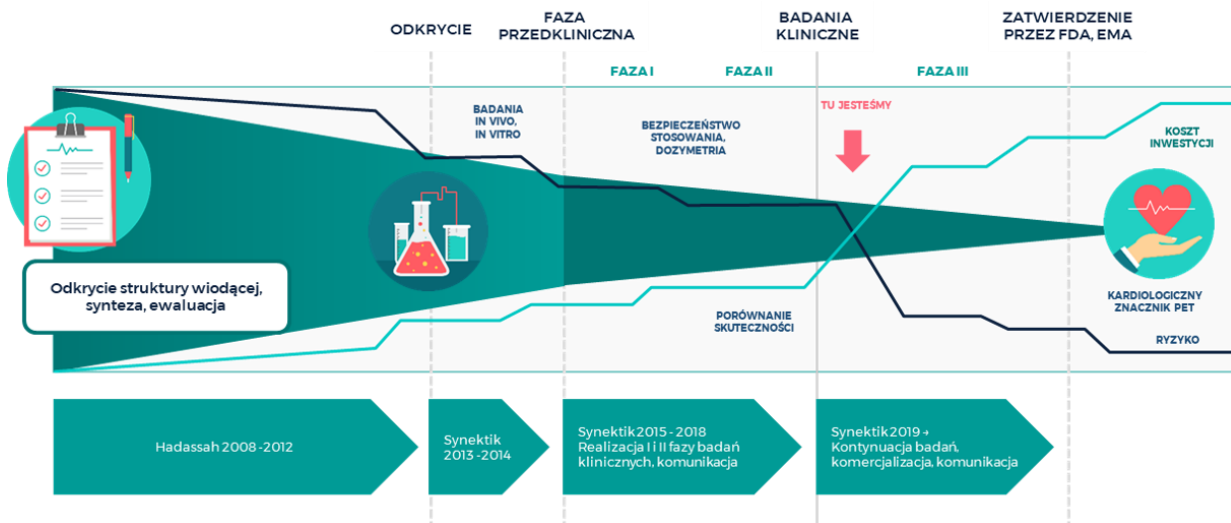 ODKRYCIE
FAZA
PRZEDKLINICZNA
BADANIA
KLINICZNE
ZATWIERDZENIE
PRZEZ FDA, EMA
FAZA I
FAZA II
FAZA III
BADANIA
IN VIVO,
IN VITRO
BEZPIECZEŃSTWO
STOSOWANIA,
DOZYMETRIA
TU JESTEŚMY
KOSZT
INWESTYCJI
Odkrycie struktury wiodącej,
synteza, ewaluacja
PORÓWNANIE
SKUTECZNOŚCI
KARDIOLOGICZNY
ZNACZNIK PET
RYZYKO
Hadassah 2008 -2012
Synektik
2013 -2014
Synektik 2015 - 2018
Realizacja I i II fazy badań
klinicznych, komunikacja
Synektik 2019 →
Kontynuacja badań,
komercjalizacja, komunikacja